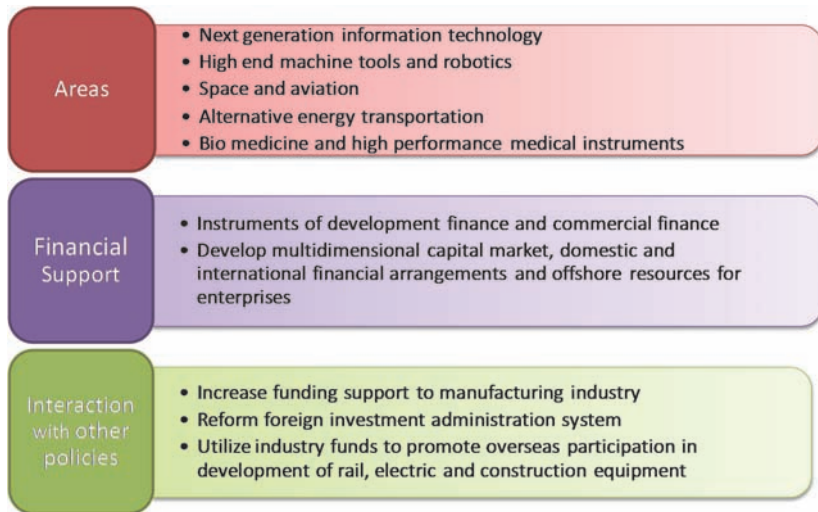 Areas
• Next generation information technology
• High end machine tools and robotics
• Space and aviation
• Alternative energy transportation
• Bio medicine and high performance medical instruments
Financial
Support
• Instruments of development finance and commercial finance
• Develop multidimensional capital market, domestic and
international financial arrangements and offshore resources for
enterprises
Interaction
with other
policies
• Increase funding support to manufacturing industry
• Reform foreign investment administration system
• Utilize industry funds to promote overseas participation in
development of rail, electric and construction equipment